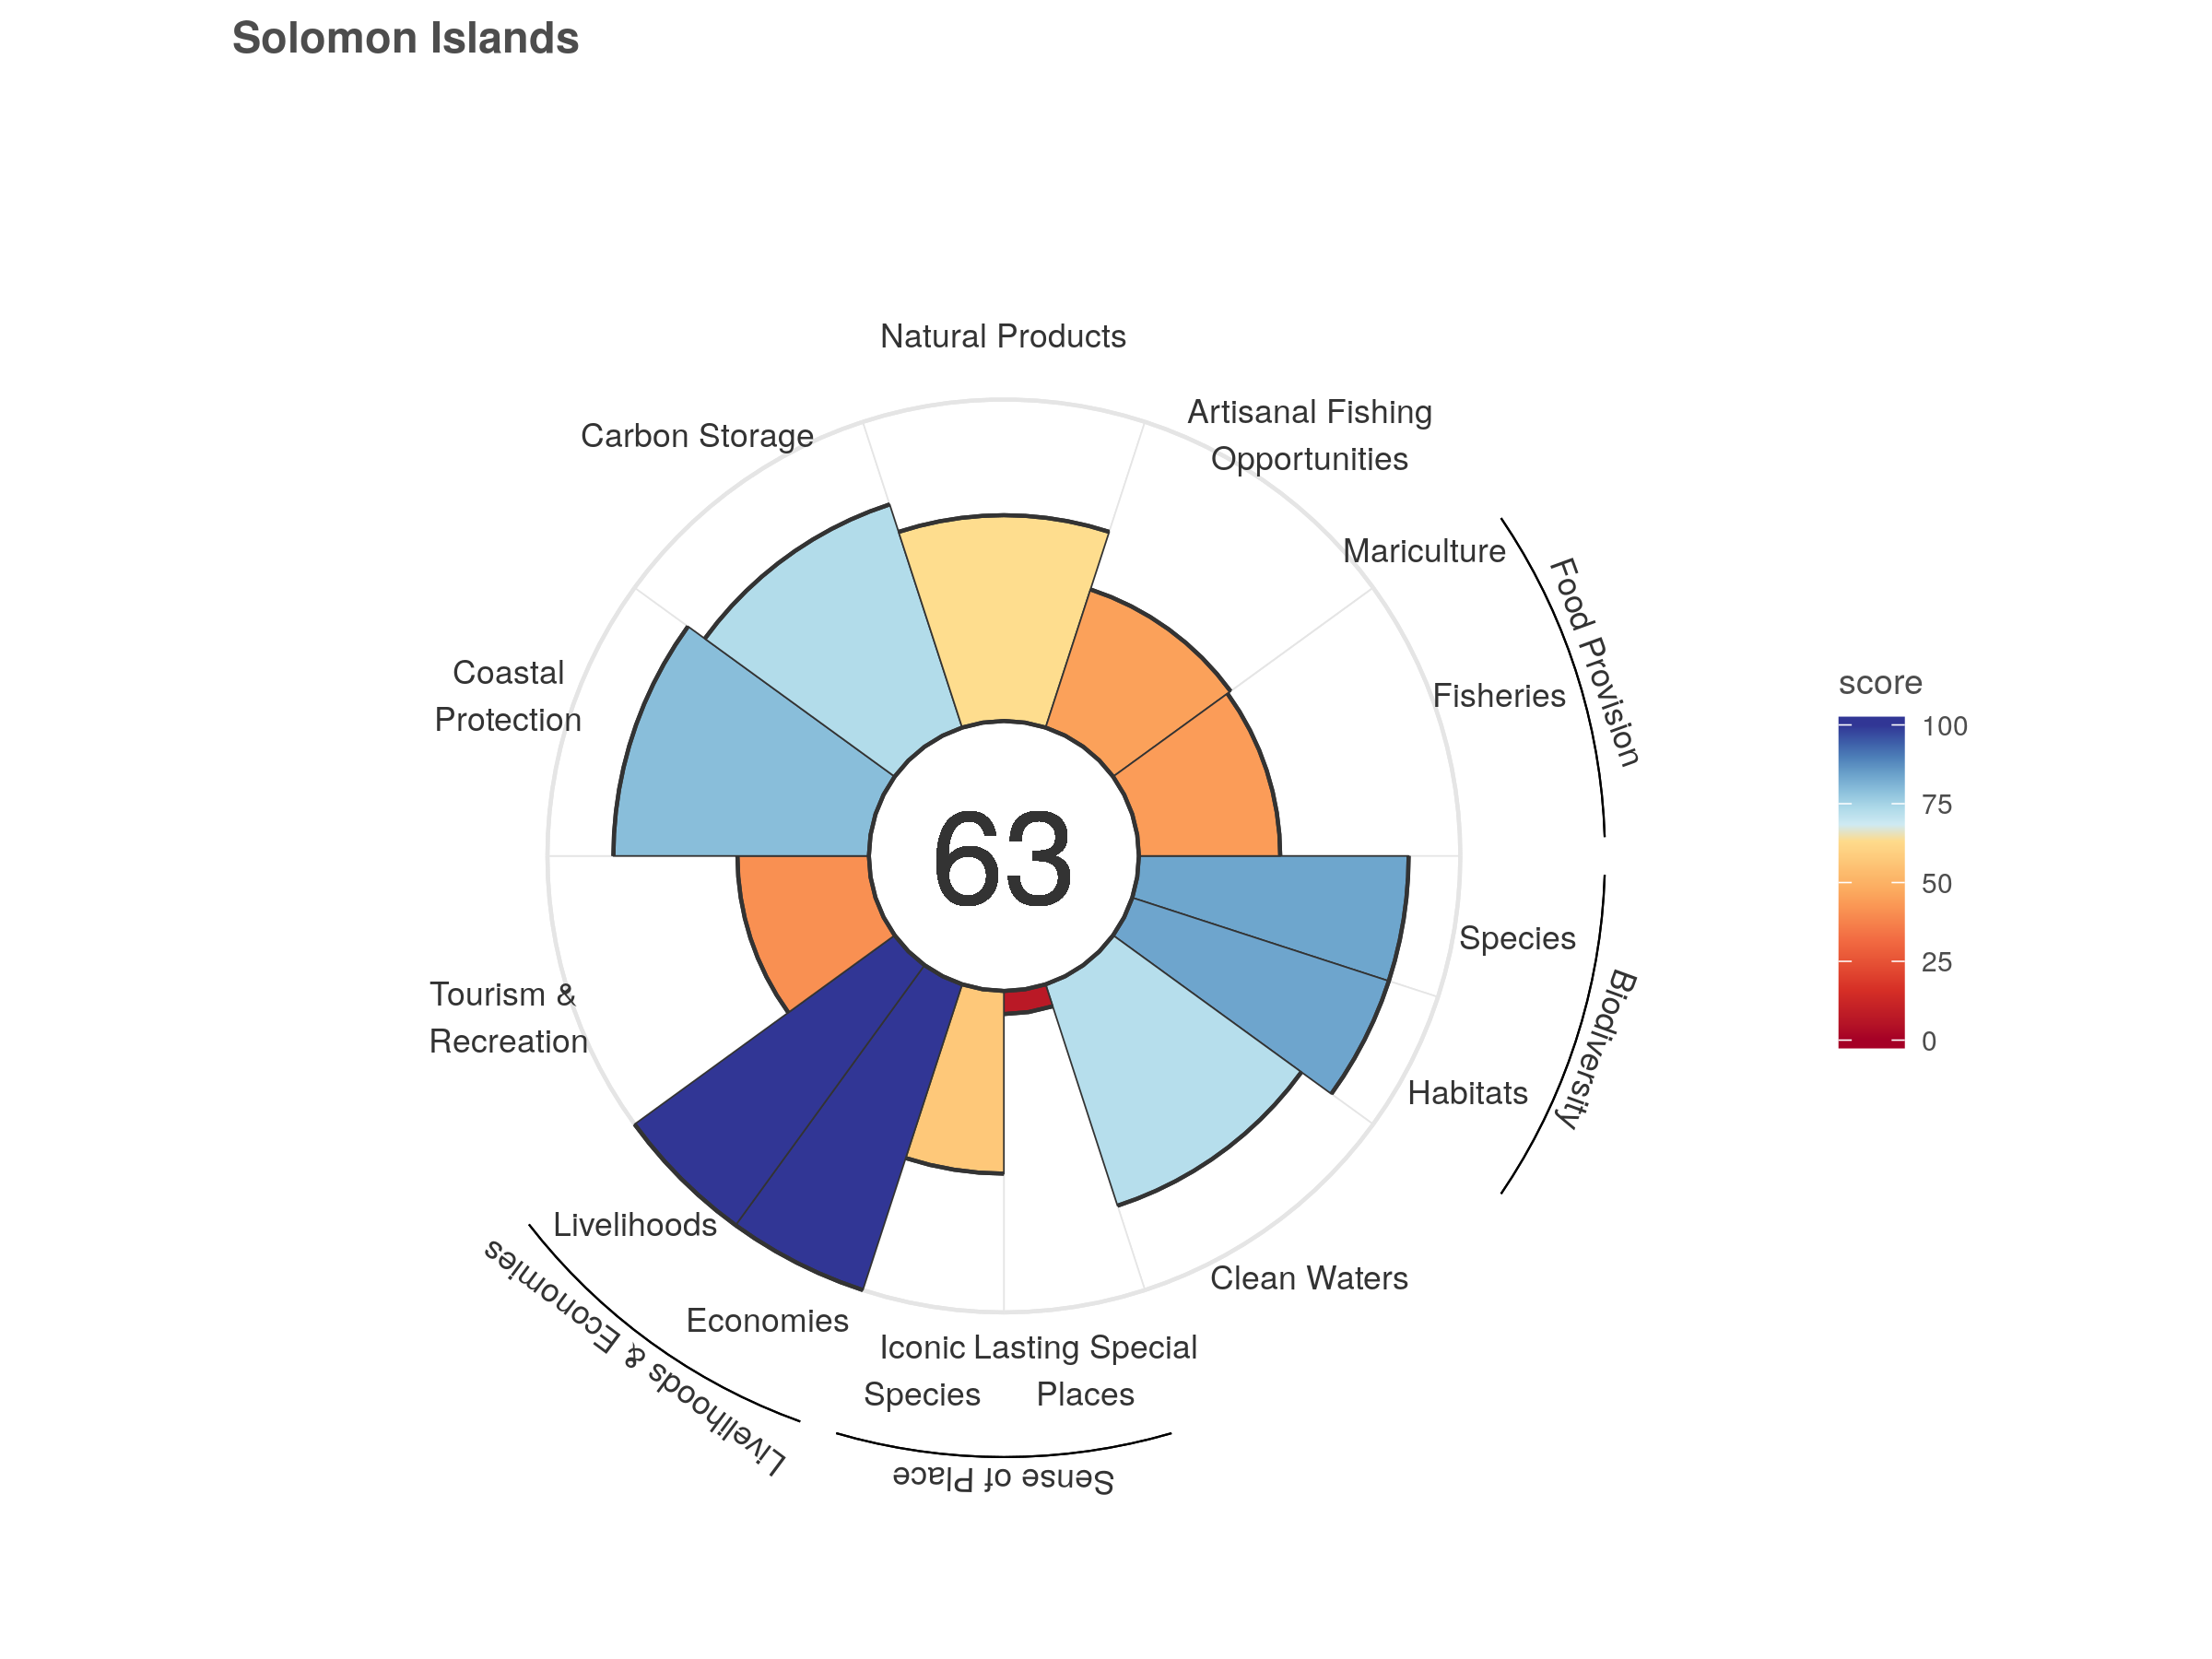 Solomon Islands
Natural Products
Artisanal Fishing
Opportunities
Carbon Storage
Mariculture
Food Provision
Fisheries
Coastal
Protection
score
100
75
50
25
0
63
Species
Biodiversity
Habitats
Tourism &
Recreation
Livelihoods
Livelihoods & Economies
Economies
Clean Waters
Iconic
Species
Lasting Special
Places
Sense of Place